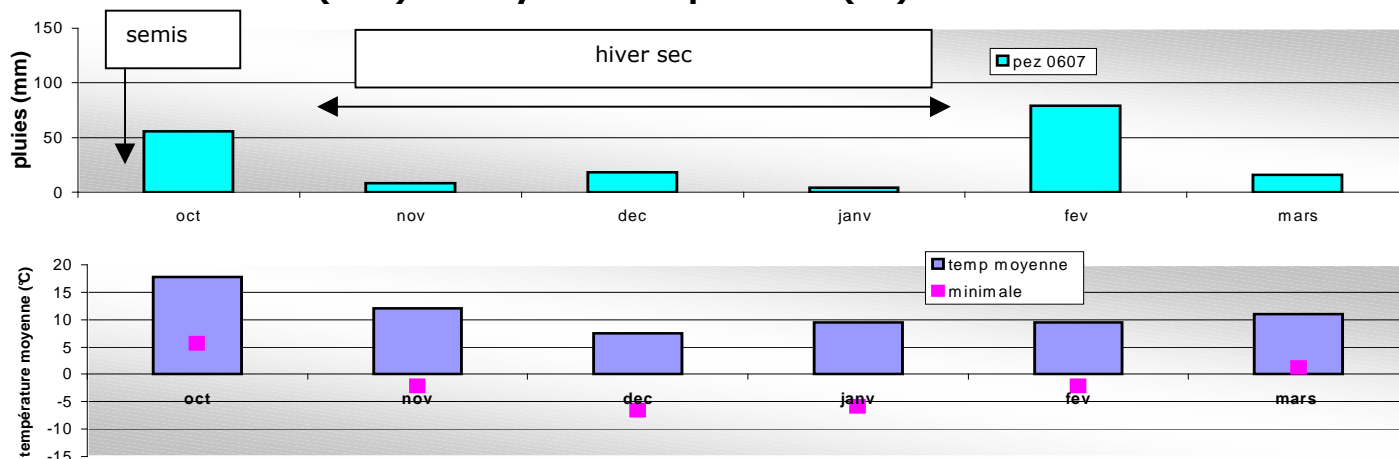 semis
hiver sec
pez 0607
pluies (mm)
150
100
50
0
oct nov dec janv fev mars
temp moyenne
minimale
température moyenne (°C)
20
15
10
5
0
-5
-10
-15
oct nov dec janv fev mars